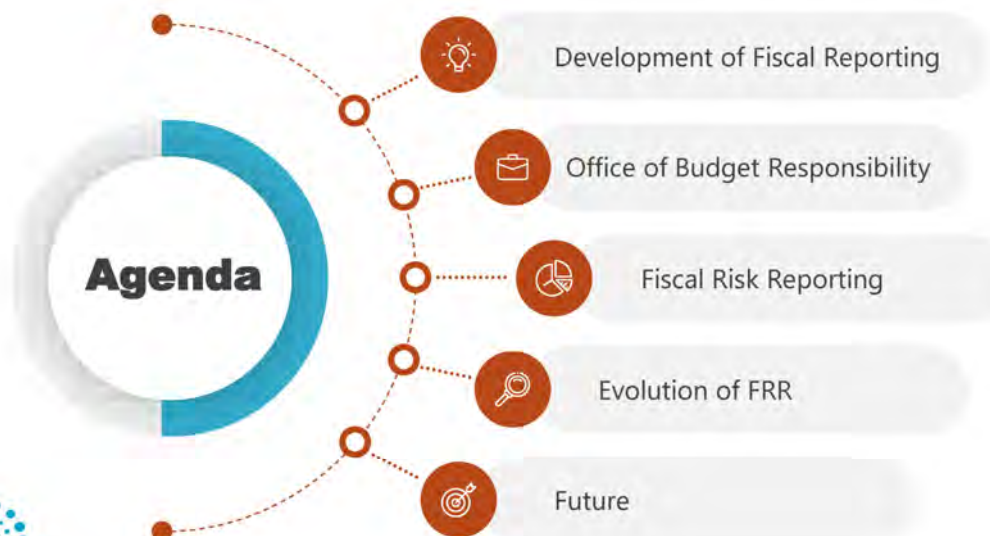 Agenda
Development of Fiscal Reporting
Office of Budget Responsibility
Fiscal Risk Reporting
Evolution of FRR
Future